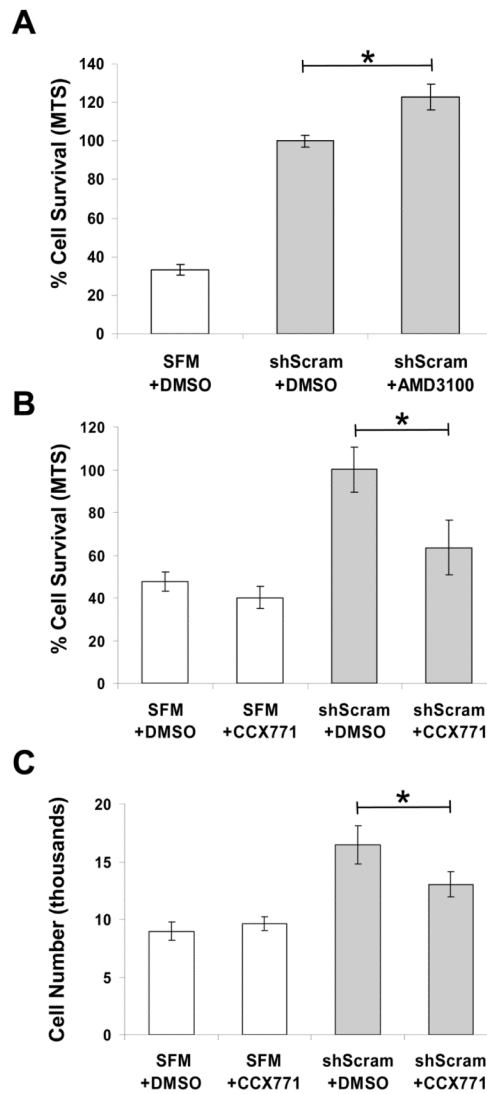 A
% Cell Survival (MTS)
140
120
100
80
60
40
20
0
*
SFM
+DMSO
shScram
+DMSO
shScram
+AMD3100
B
% Cell Survival (MTS)
120
100
80
60
40
20
0
*
SFM
+DMSO
SFM
+CCX771
shScram
+DMSO
shScram
+CCX771
C
Cell Number (thousands)
20
15
10
5
0
*
SFM
+DMSO
SFM
+CCX771
shScram
+DMSO
shScram
+CCX771